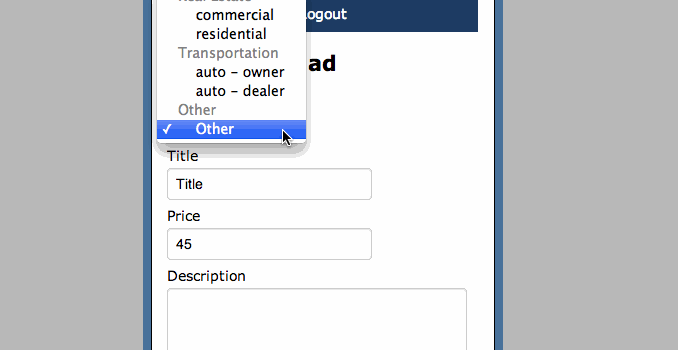 logout
commercial
residential
Transportation
auto – owner
auto – dealer
ad
Other
✓ Other
Title
Title
Price
45
Description